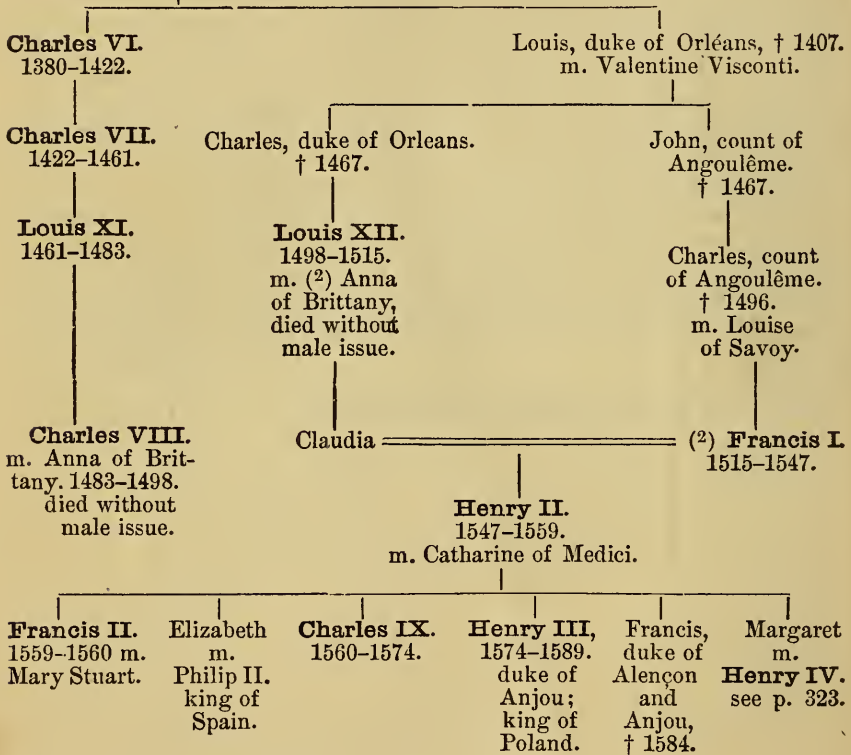 Charles VI.
1380–1422.
Louis, duke of Orléans, † 1407.
m. Valentine Visconti.
Charles VII.
1422–1461.
Charles, duke of Orleans.
† 1467.
John, count of
Angoulême.
† 1467.
Louis XI.
1461–1483.
Louis XII.
1498–1515.
m. (2) Anna
of Brittany,
died without
male issue.
Charles, count
of Angoulême.
† 1496.
m. Louise
of Savoy.
Charles VIII.
m. Anna of Brit-
tany. 1483–1498.
died without
male issue.
Claudia
(2) Francis I.
1515–1547.
Henry II.
1547–1559.
m. Catharine of Medici.
Francis II.
1559–1560 m.
Mary Stuart.
Elizabeth
m.
Philip II.
king of
Spain.
Charles IX.
1560–1574.
Henry III,
1574–1589.
duke of
Anjou;
king of
Poland.
Francis,
duke of
Alençon
and
Anjou,
† 1584.
Margaret
m.
Henry IV.
see p. 323.